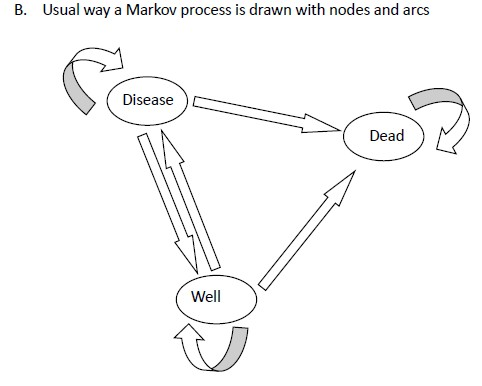 B. Usual way a Markov process is drawn with nodes and arcs
Disease
Dead
Well